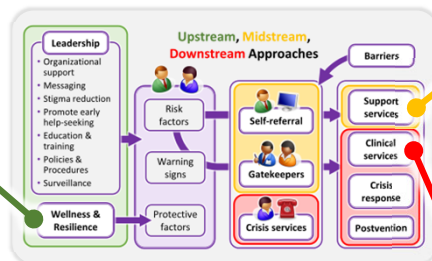 Upstream, Midstream,
Downstream Approaches
Leadership
• Organizational
support
• Messaging
• Stigma reduction
• Promote early
help-seeking
• Education &
training
• Policies &
Procedures
• Surveillance
Wellness &
Resilience
Risk
factors
Warning
signs
Protective
factors
Self-referral
Gatekeepers
Crisis services
Barriers
Support
services
Clinical
services
Crisis
response
Postvention